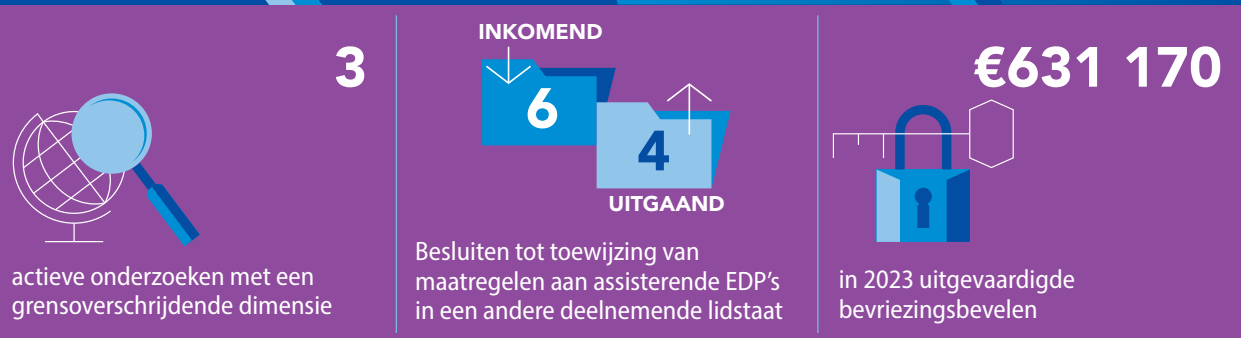 3
actieve onderzoeken met een
grensoverschrijdende dimensie
INKOMEND
6
4
UITGAAND
Besluiten tot toewijzing van
maatregelen aan assisterende EDP's
in een andere deelnemende lidstaat
€631 170
in 2023 uitgevaardigde
bevriezingsbevelen